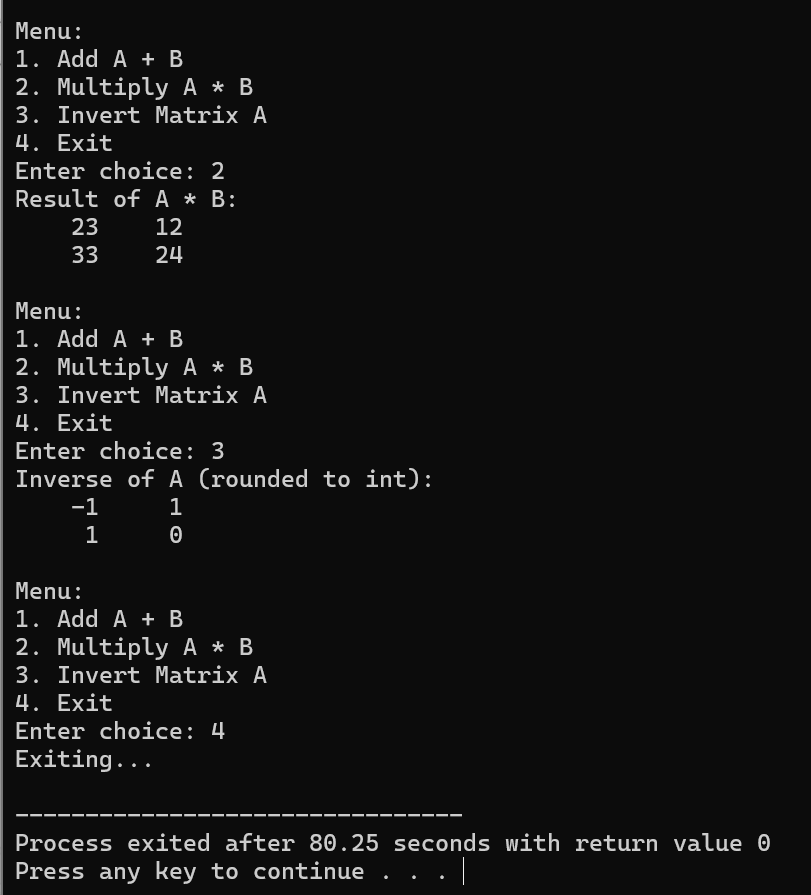 Menu:
1. Add A + B
2. Multiply A * B
3. Invert Matrix A
4. Exit
Enter choice: 2
Result of A * B:
    23    12
    33    24

Menu:
1. Add A + B
2. Multiply A * B
3. Invert Matrix A
4. Exit
Enter choice: 3
Inverse of A (rounded to int):
    -1     1
     1     0

Menu:
1. Add A + B
2. Multiply A * B
3. Invert Matrix A
4. Exit
Enter choice: 4
Exiting...

--------------------------------
Process exited after 80.25 seconds with return value 0
Press any key to continue . . .